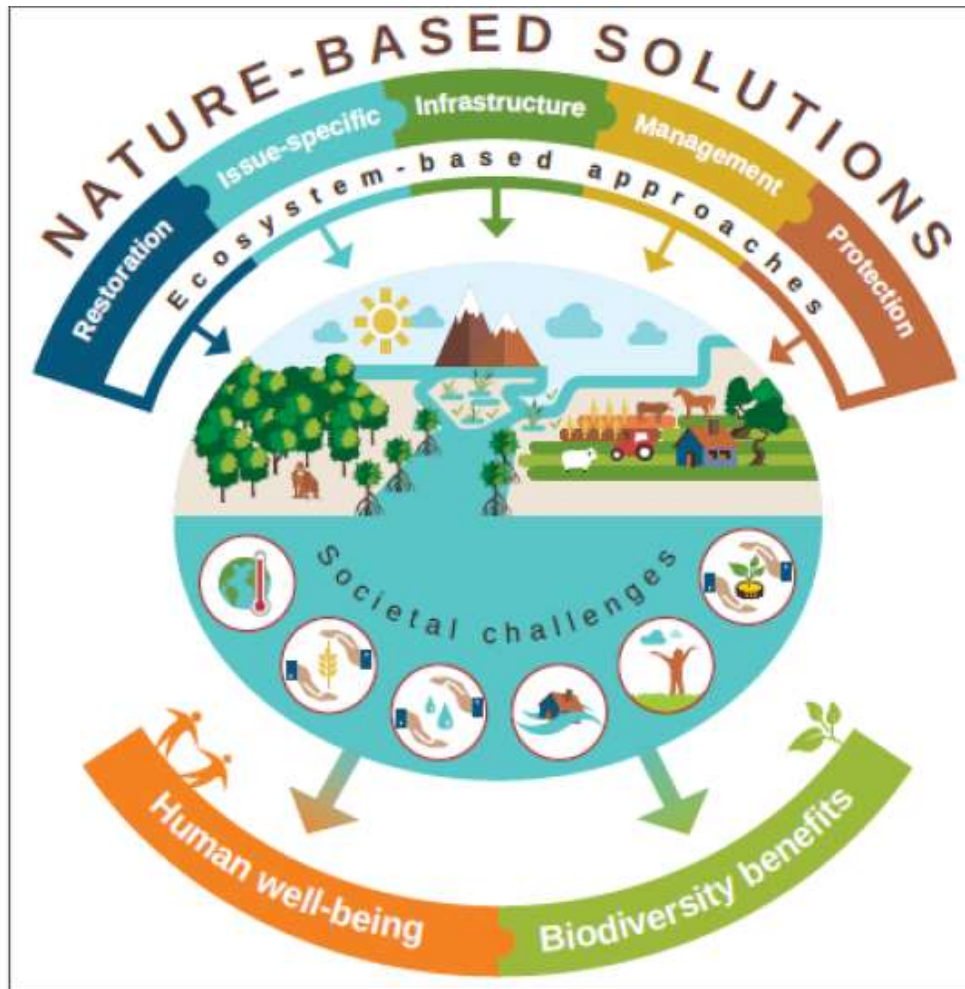 NATURE-BASED SOLUTIONS
Restoration
Issue-specific
Infrastructure
Management
Protection
Ecosystem-based approaches
Societal challenges
Human well-being
Biodiversity benefits